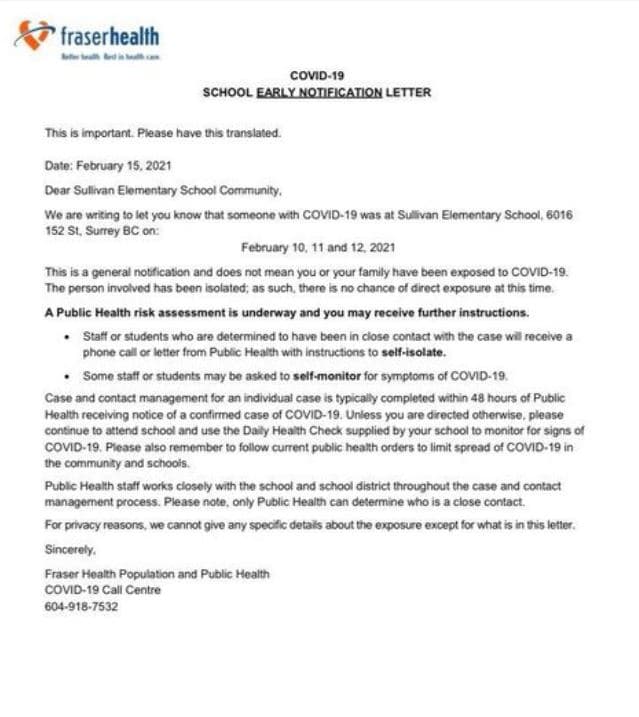 fraserhealth
Better health. Best in health care.
COVID-19
SCHOOL EARLY NOTIFICATION LETTER
This is important. Please have this translated.
Date: February 15, 2021
Dear Sullivan Elementary School Community,
We are writing to let you know that someone with COVID-19 was at Sullivan Elementary School, 6016
152 St, Surrey BC on:
February 10, 11 and 12, 2021
This is a general notification and does not mean you or your family have been exposed to COVID-19.
The person involved has been isolated; as such, there is no chance of direct exposure at this time.
A Public Health risk assessment is underway and you may receive further instructions.
• Staff or students who are determined to have been in close contact with the case will receive a
phone call or letter from Public Health with instructions to self-isolate.
• Some staff or students may be asked to self-monitor for symptoms of COVID-19.
Case and contact management for an individual case is typically completed within 48 hours of Public
Health receiving notice of a confirmed case of COVID-19. Unless you are directed otherwise, please
continue to attend school and use the Daily Health Check supplied by your school to monitor for signs of
COVID-19. Please also remember to follow current public health orders to limit spread of COVID-19 in
the community and schools.
Public Health staff works closely with the school and school district throughout the case and contact
management process. Please note, only Public Health can determine who is a close contact.
For privacy reasons, we cannot give any specific details about the exposure except for what is in this letter.
Sincerely,
Fraser Health Population and Public Health
COVID-19 Call Centre
604-918-7532